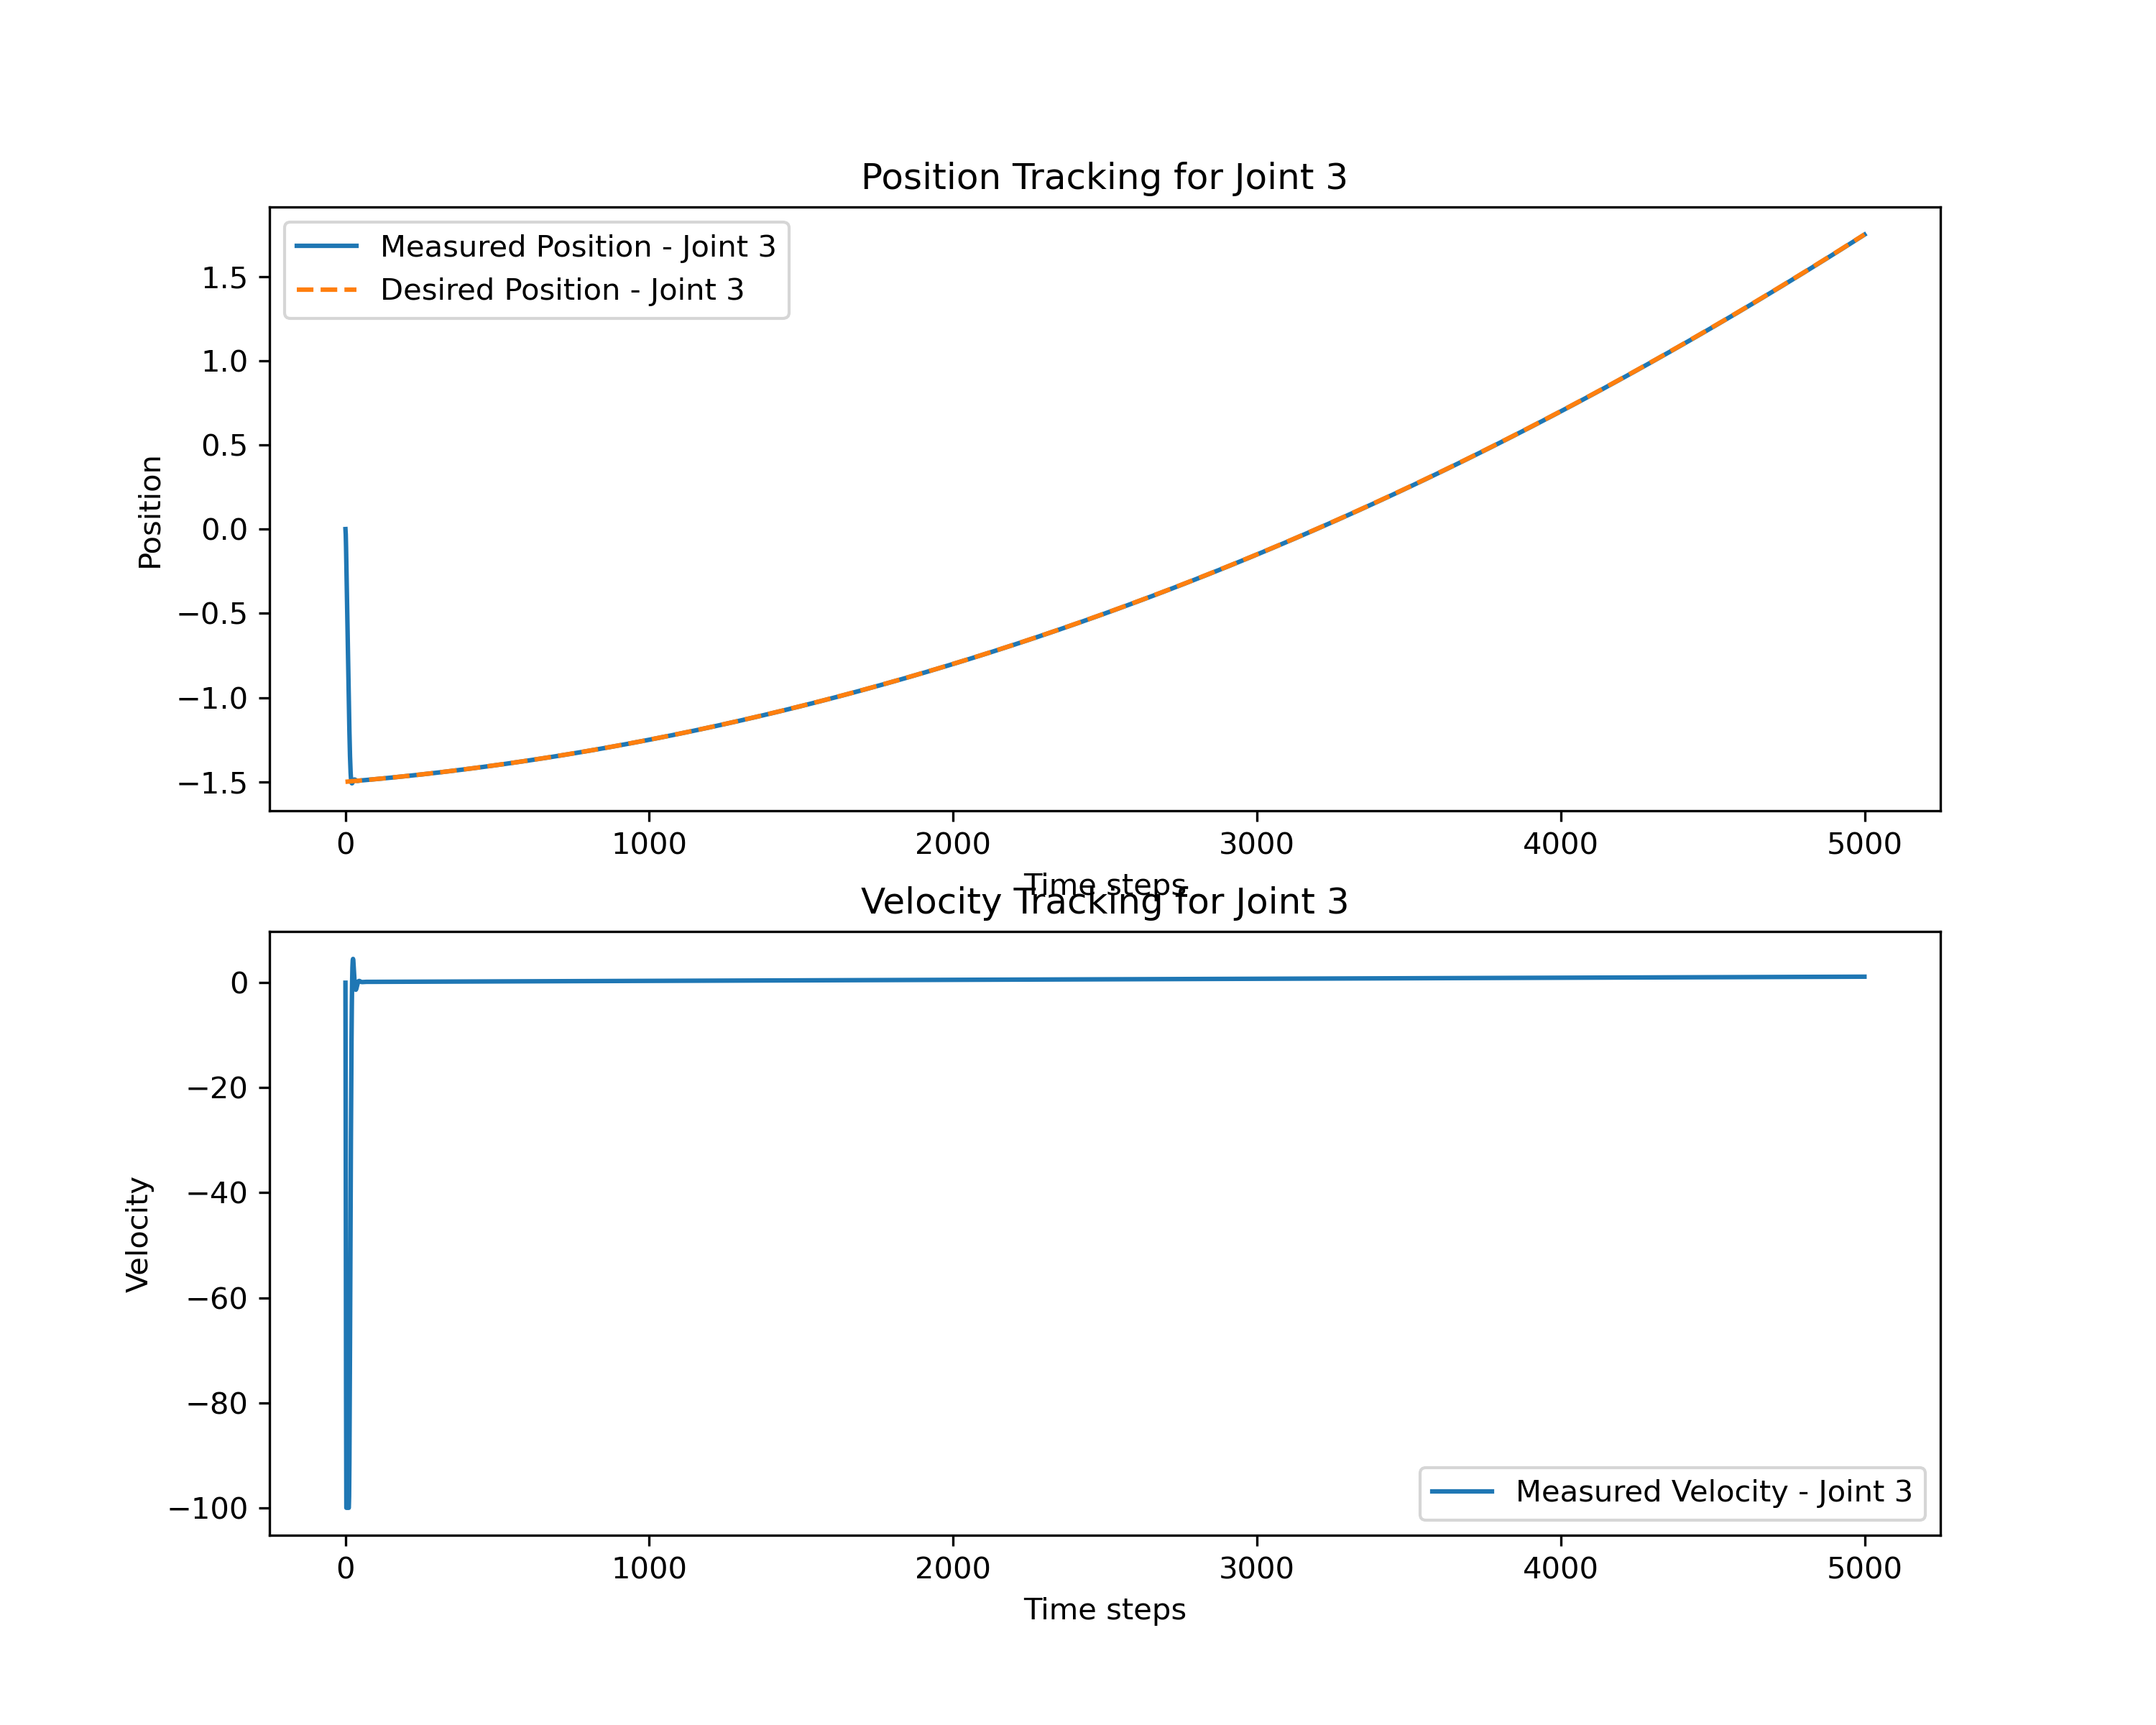 Position Tracking for Joint 3
Measured Position - Joint 3
Desired Position - Joint 3
Position
1.5
1.0
0.5
0.0
−0.5
−1.0
−1.5
0 1000 2000 3000 4000 5000
Time steps
Velocity Tracking for Joint 3
Velocity
0
−20
−40
−60
−80
−100
Measured Velocity - Joint 3
0 1000 2000 3000 4000 5000
Time steps